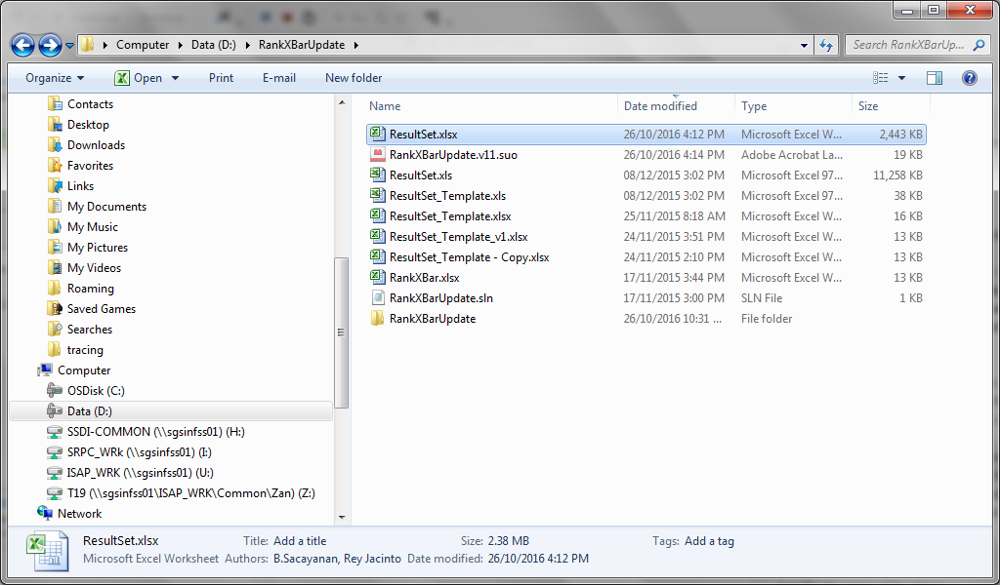 Computer Data (D:) RankXBarUpdate
Search RankXBarUp...
Organize Open Print E-mail New folder
Contacts
Desktop
Downloads
Favorites
Links
My Documents
My Music
My Pictures
My Videos
Roaming
Saved Games
Searches
tracing
Computer
OSDisk (C:)
Data (D:)
SSDI-COMMON (\\sgsinfss01) (H:)
SRPC_WRk (\\sgsinfss01) (I:)
ISAP_WRK (\\sgsinfss01) (U:)
T19 (\\sgsinfss01\ISAP_WRK\Common\Zan) (Z:)
Network
Name Date modified Type Size
ResultSet.xlsx 26/10/2016 4:12 PM Microsoft Excel W... 2,443 KB
RankXBarUpdate.v11.suo 26/10/2016 4:14 PM Adobe Acrobat La... 19 KB
ResultSet.xls 08/12/2015 3:02 PM Microsoft Excel 97... 11,258 KB
ResultSet_Template.xls 08/12/2015 3:02 PM Microsoft Excel 97... 38 KB
ResultSet_Template.xlsx 25/11/2015 8:18 AM Microsoft Excel W... 16 KB
ResultSet_Template_v1.xlsx 24/11/2015 3:51 PM Microsoft Excel W... 13 KB
ResultSet_Template - Copy.xlsx 24/11/2015 2:10 PM Microsoft Excel W... 13 KB
RankXBar.xlsx 17/11/2015 3:44 PM Microsoft Excel W... 13 KB
RankXBarUpdate.sln 17/11/2015 3:00 PM SLN File 1 KB
RankXBarUpdate 26/10/2016 10:31 ... File folder
ResultSet.xlsx Title: Add a title Size: 2.38 MB Tags: Add a tag
Microsoft Excel Worksheet Authors: B.Sacayanan, Rey Jacinto Date modified: 26/10/2016 4:12 PM